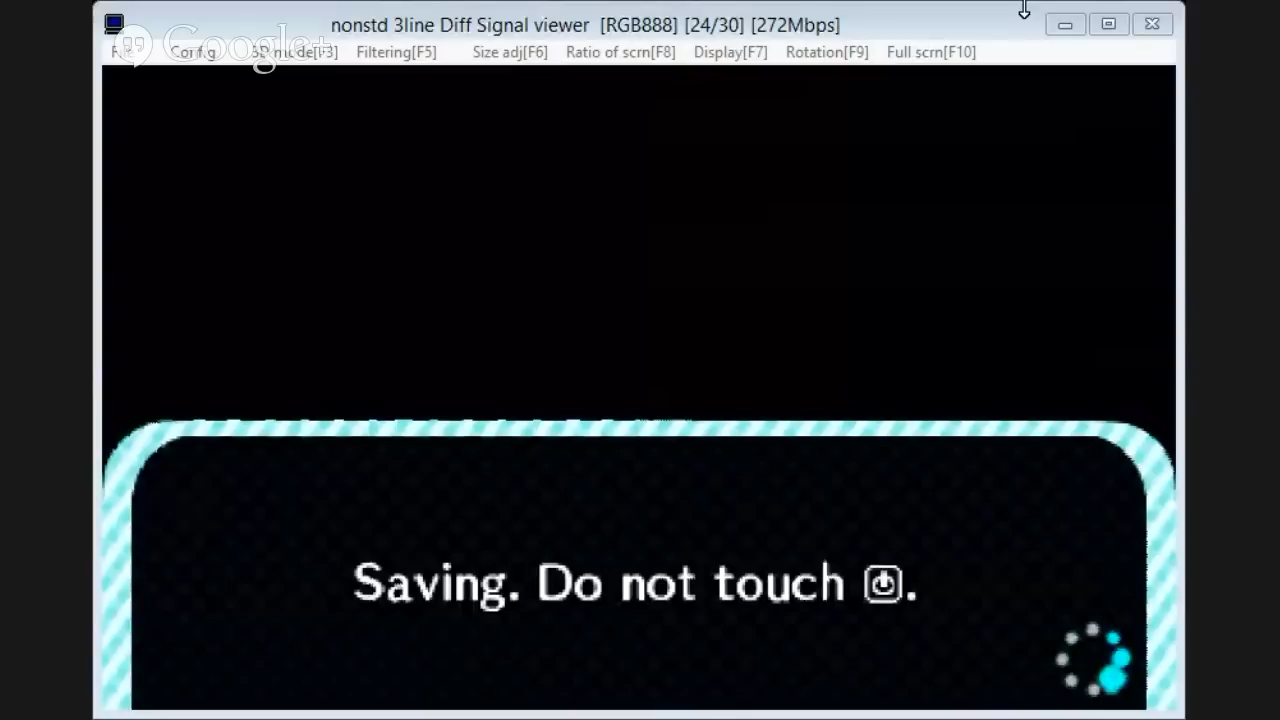 nonstd 3line Diff Signal viewer [RGB888] [24/30] [272Mbps]
Config Filtering[F5] Size adj[F6] Ratio of scrn[F8] Display[F7] Rotation[F9] Full scrn[F10]
Google+
Saving. Do not touch .